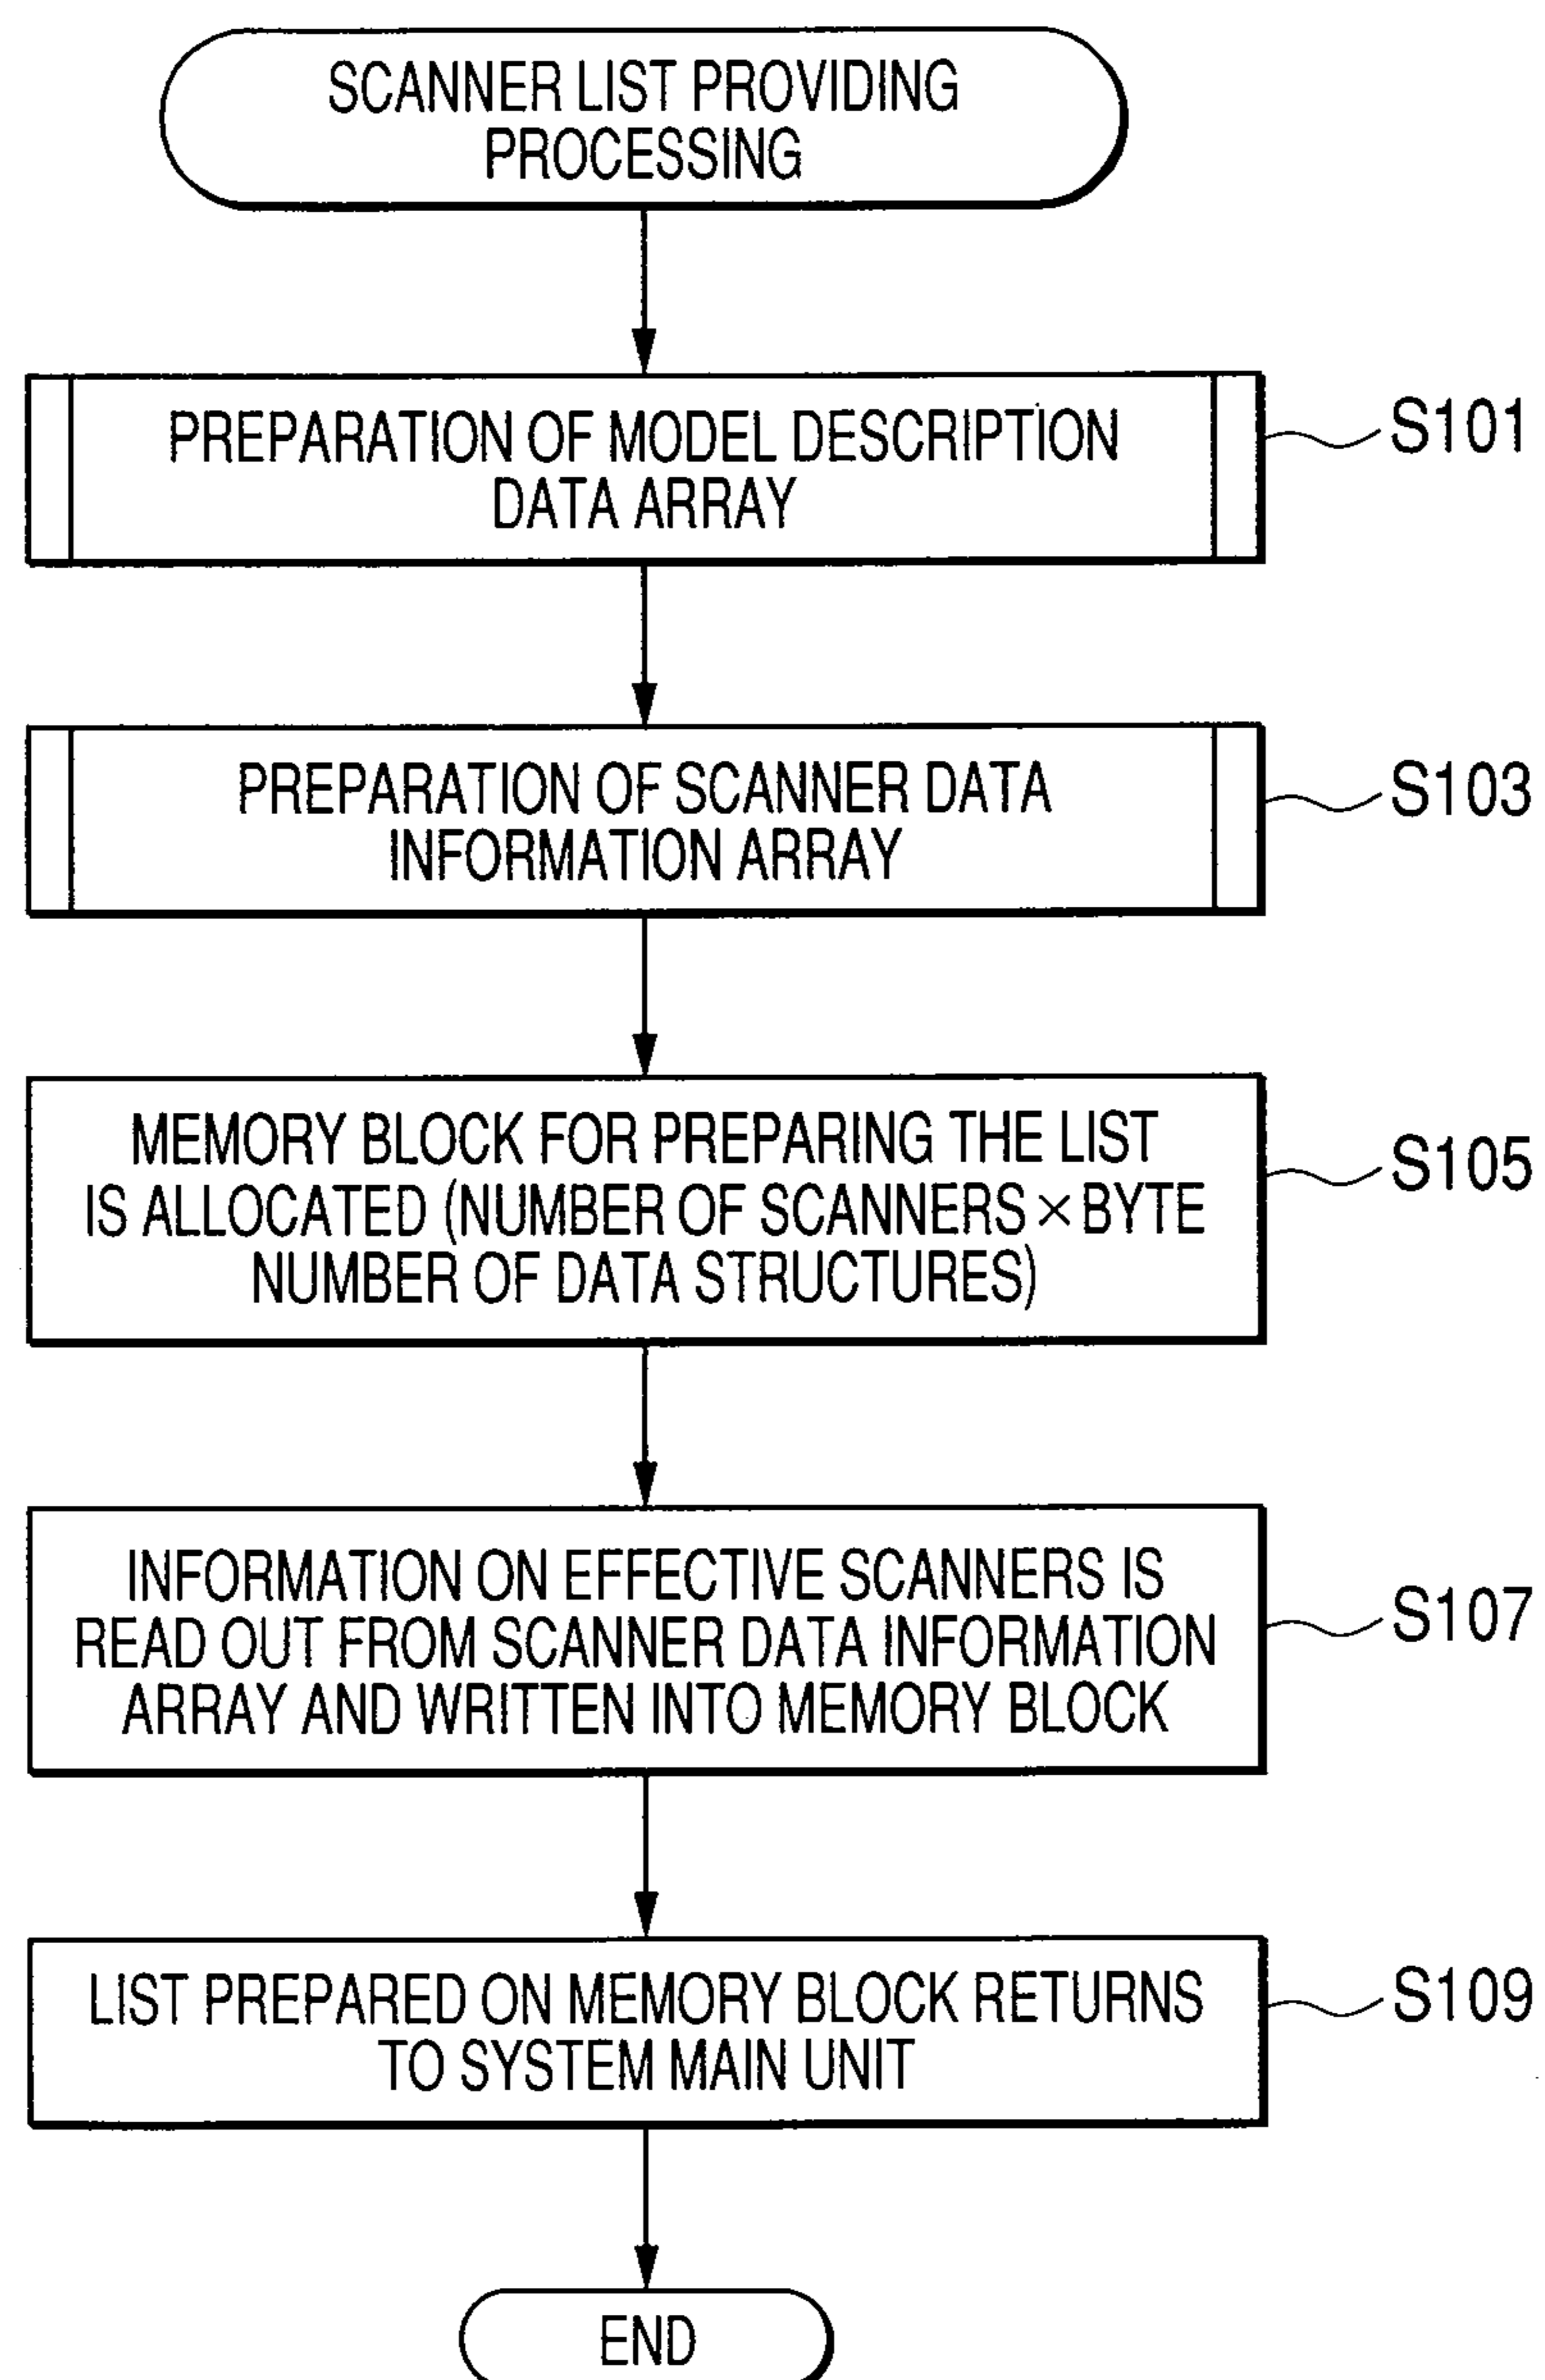 SCANNER LIST PROVIDING
PROCESSING
PREPARATION OF MODEL DESCRIPTION
DATA ARRAY
S101
PREPARATION OF SCANNER DATA
INFORMATION ARRAY
S103
MEMORY BLOCK FOR PREPARING THE LIST
IS ALLOCATED (NUMBER OF SCANNERS × BYTE
NUMBER OF DATA STRUCTURES)
S105
INFORMATION ON EFFECTIVE SCANNERS IS
READ OUT FROM SCANNER DATA INFORMATION
ARRAY AND WRITTEN INTO MEMORY BLOCK
S107
LIST PREPARED ON MEMORY BLOCK RETURNS
TO SYSTEM MAIN UNIT
S109
END